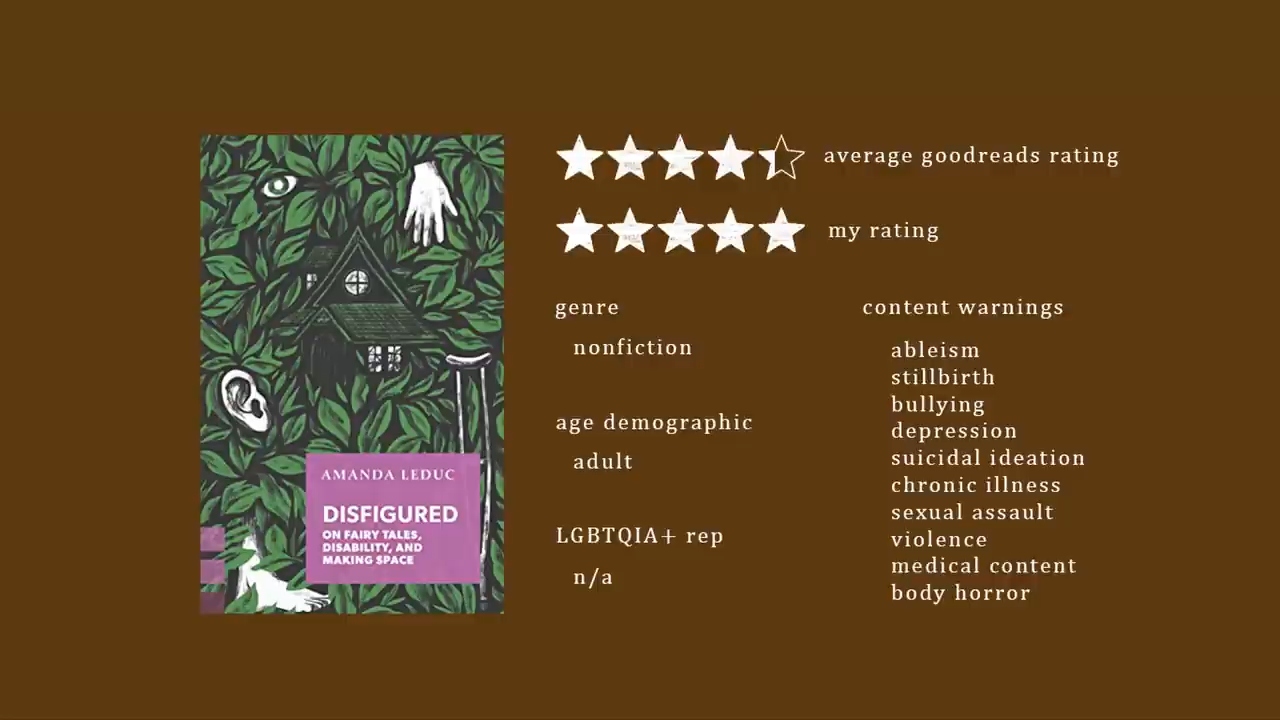 AMANDA LEDUC
DISFIGURED
ON FAIRY TALES,
DISABILITY, AND
MAKING SPACE
average goodreads rating
my rating
genre
nonfiction
age demographic
adult
LGBTQIA+ rep
n/a
content warnings
ableism
stillbirth
bullying
depression
suicidal ideation
chronic illness
sexual assault
violence
medical content
body horror